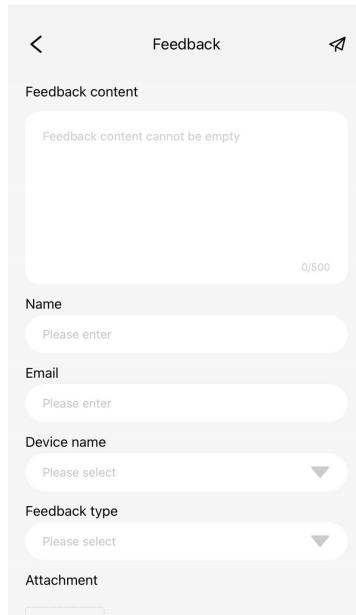 Feedback
Feedback content
Feedback content cannot be empty
0/500
Name
Please enter
Email
Please enter
Device name
Please select
Feedback type
Please select
Attachment